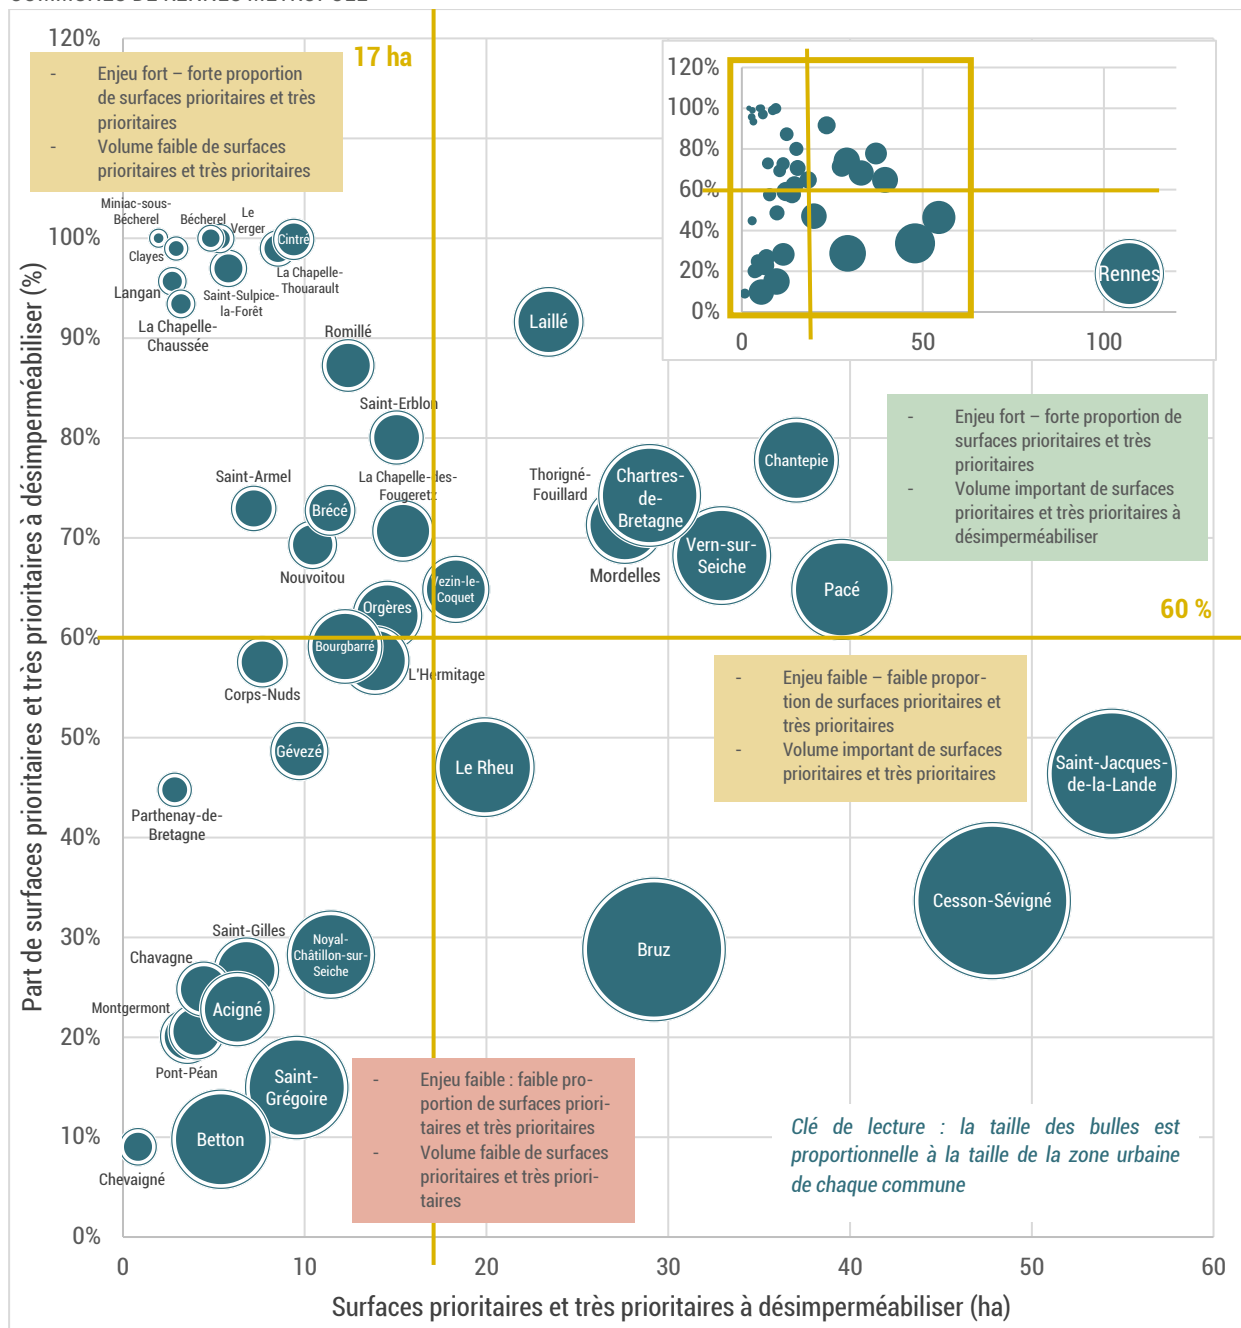 120%
110%
100%
90%
80%
70%
60%
50%
40%
30%
20%
10%
0%
Part de surfaces prioritaires et très prioritaires à désimperméabiliser (%)
17 ha
- Enjeu fort – forte proportion
de surfaces prioritaires et très
prioritaires
- Volume faible de surfaces
prioritaires et très prioritaires
120%
100%
80%
60%
40%
20%
0%
Rennes
0
50
100
Miniac-sous-
Bécherel
Bécherel
Le
Verger
Cintré
Clayes
La Chapelle-
Thouarault
Langan
Saint-Sulpice-
la-Forêt
La Chapelle-
Chaussée
Romillé
Laillé
Saint-Erblon
Saint-Armel
La Chapelle-des-
Fougeretz
Brécé
Nouvoitou
Thorigné-
Fouillard
Chartres-
de-
Bretagne
Chantepie
Mordelles
Vern-sur-
Seiche
Pacé
- Enjeu fort – forte proportion de
surfaces prioritaires et très
prioritaires
- Volume important de surfaces
prioritaires et très prioritaires à
désimperméabiliser
Vezin-le-
Coquet
Orgères
60 %
Bourgbarré
L'Hermitage
Corps-Nuds
- Enjeu faible – faible propor-
tion de surfaces prioritaires et
très prioritaires
- Volume important de surfaces
prioritaires et très prioritaires
Gévezé
Le Rheu
Saint-Jacques-
de-la-Lande
Parthenay-de-
Bretagne
Cesson-Sévigné
Bruz
Saint-Gilles
Noyal-
Châtillon-sur-
Seiche
Chavagne
Acigné
Montgermont
Pont-Péan
Saint-
Grégoire
Betton
Chevaigné
- Enjeu faible : faible pro-
portion de surfaces priori-
taires et très prioritaires
- Volume faible de surfaces
prioritaires et très priori-
taires
Clé de lecture : la taille des bulles est
proportionnelle à la taille de la zone urbaine
de chaque commune
0
10
20
30
40
50
60
Surfaces prioritaires et très prioritaires à désimperméabiliser (ha)